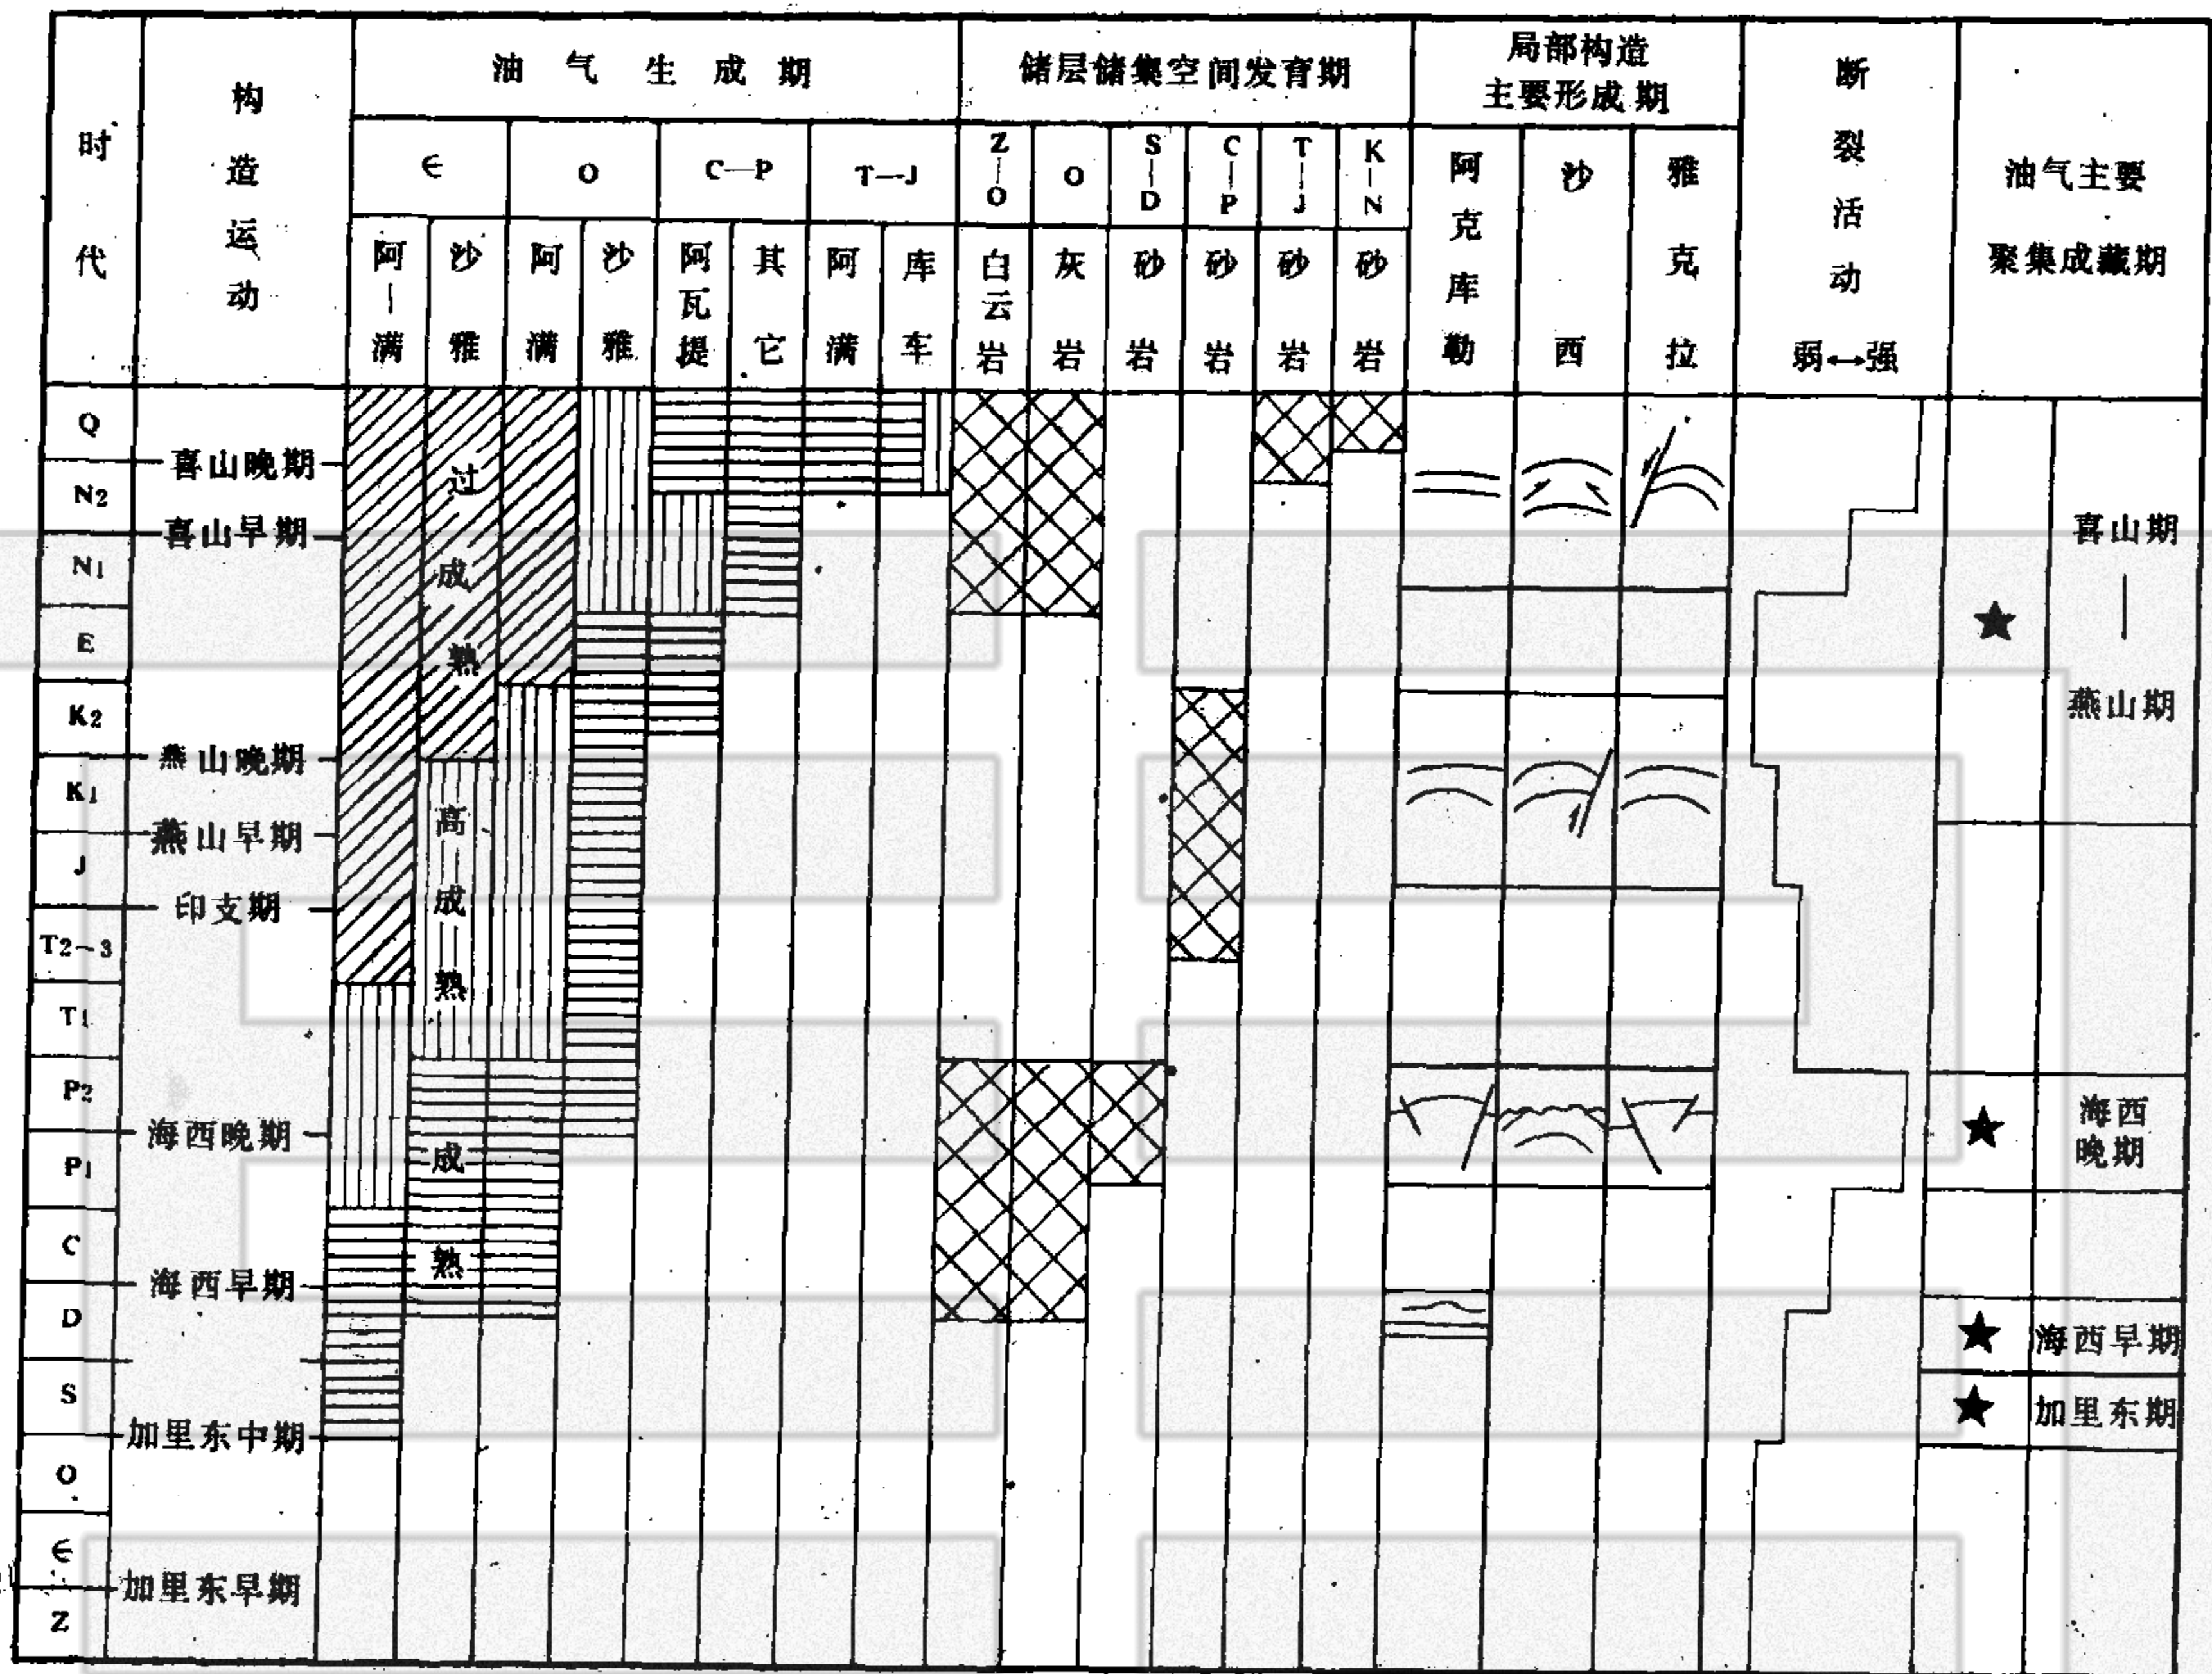 时代
构造运动
油气生成期
储层储集空间发育期
局部构造
主要形成期
断裂活动
弱↔强
油气主要
聚集成藏期
∈
O
C—P
T—J
Z—O
O
S—D
C—P
T—J
K—N
阿—满
沙雅
阿满
沙雅
阿瓦提
其它
阿满
库车
白云岩
灰岩
砂岩
砂岩
砂岩
砂岩
阿克库勒
沙西
雅克拉
Q
喜山晚期
N2
喜山早期
N1
E
K2
燕山晚期
K1
燕山早期
J
印支期
T2-3
T1
P2
海西晚期
P1
C
海西早期
D
S
加里东中期
O
∈
加里东早期
Z
过成熟
高成熟
成熟
★
喜山期
—
燕山期
★
海西
晚期
★ 海西早期
★ 加里东期